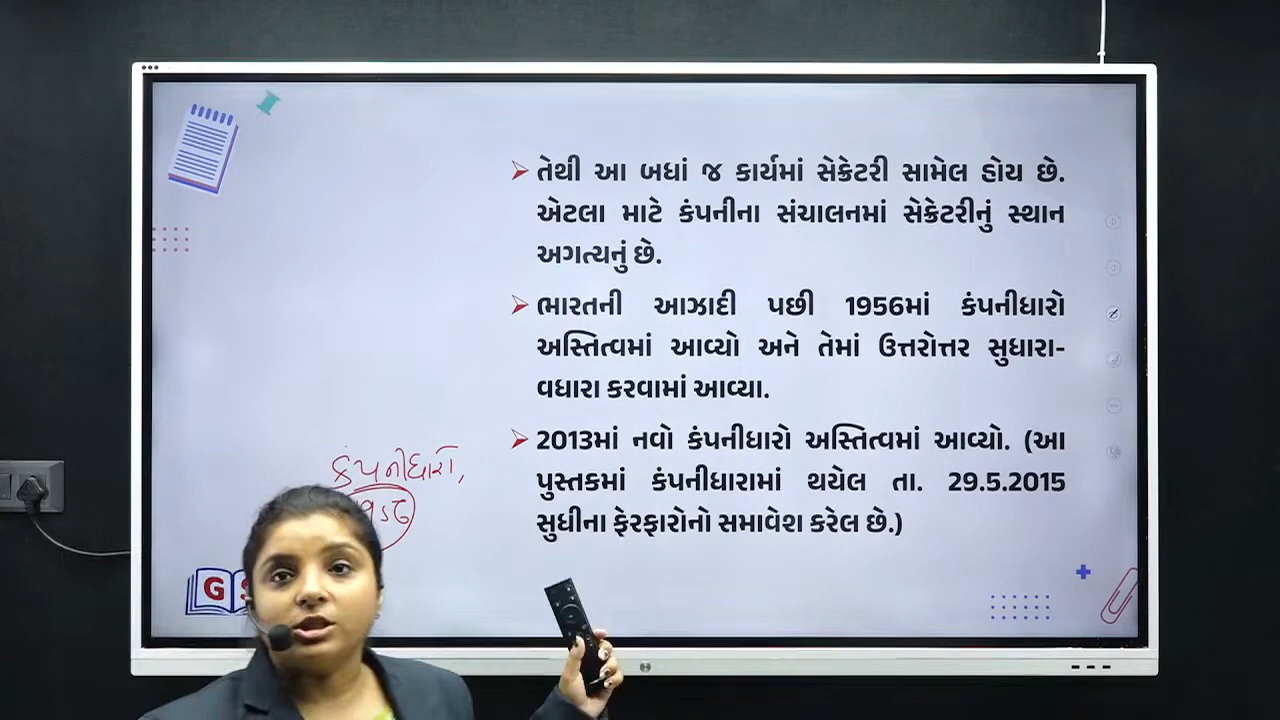 તેથી આ બધાં જ કાર્યમાં સેક્રેટરી સામેલ હોય છે.
એટલા માટે કંપનીના સંચાલનમાં સેક્રેટરીનું સ્થાન
અગત્યનું છે.
ભારતની આઝાદી પછી 1956માં કંપનીધારો
અસ્તિત્વમાં આવ્યો અને તેમાં ઉત્તરોત્તર સુધારા-
વધારા કરવામાં આવ્યા.
2013માં નવો કંપનીધારો અસ્તિત્વમાં આવ્યો. (આ
પુસ્તકમાં કંપનીધારામાં થયેલ તા. 29.5.2015
સુધીના ફેરફારોનો સમાવેશ કરેલ છે.)
કંપનીધારો,
G